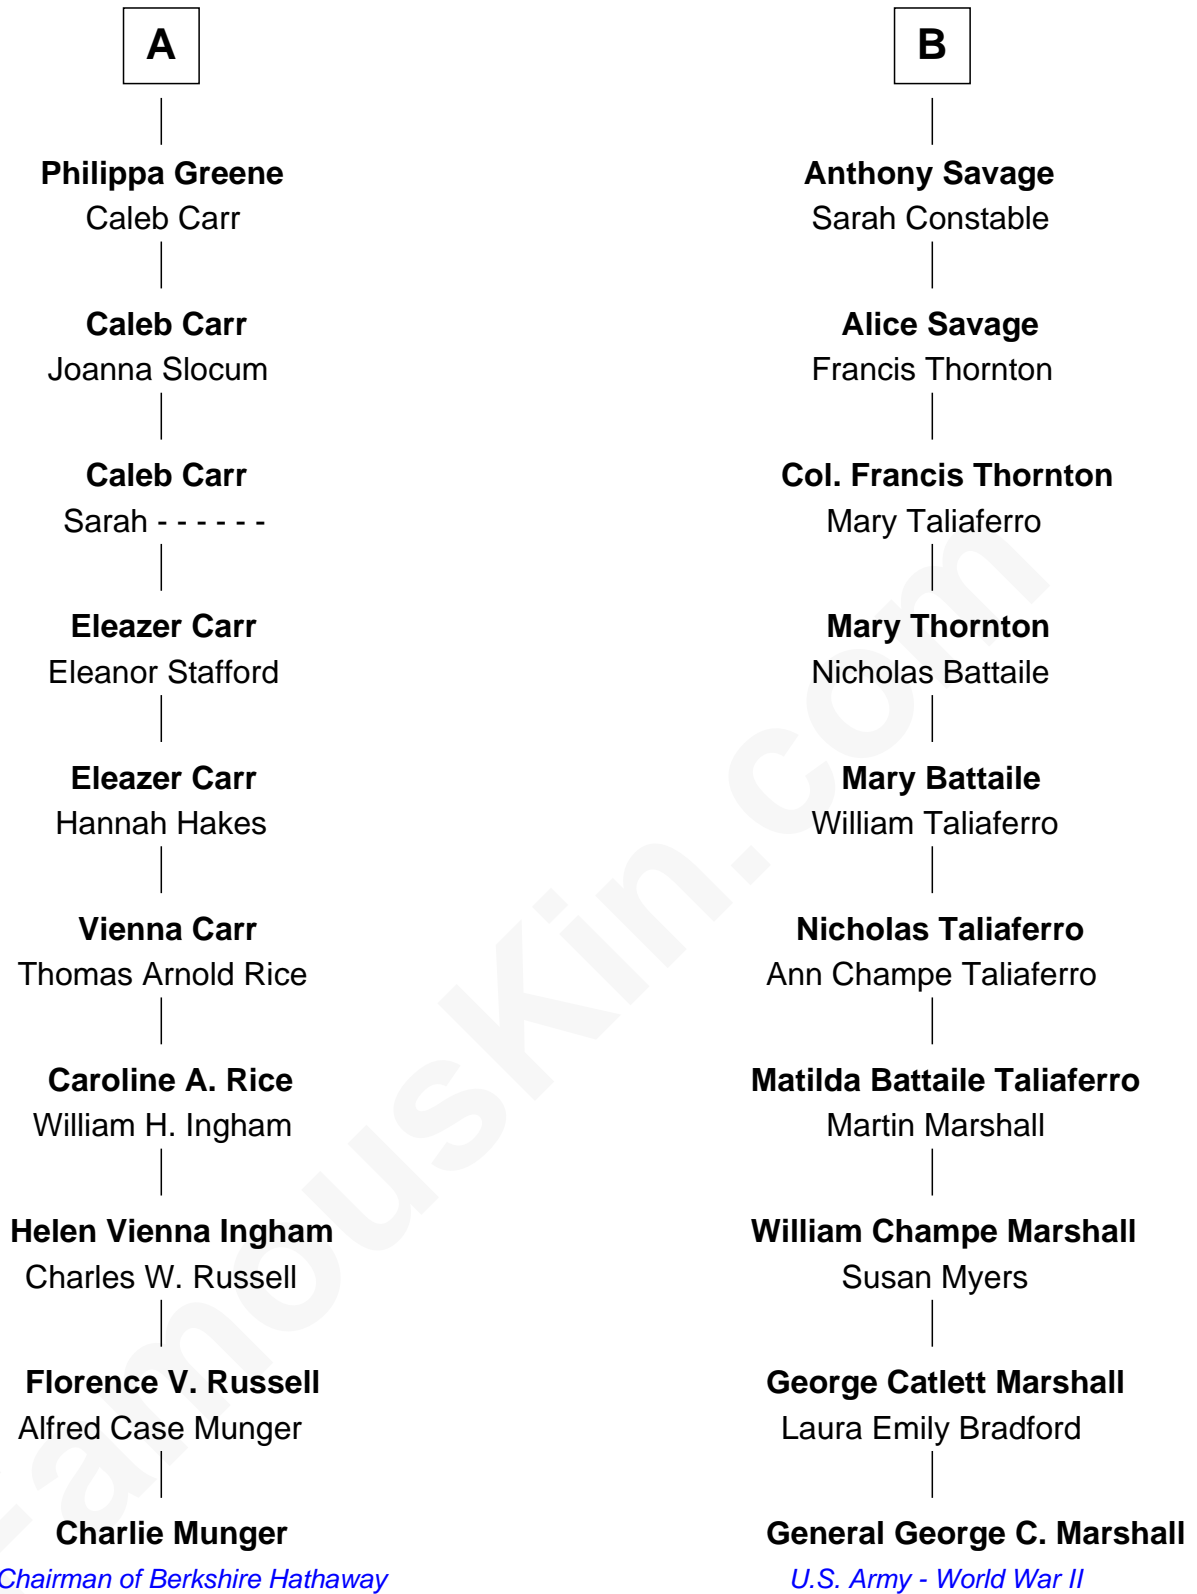 A
Philippa Greene
Caleb Carr
Caleb Carr
Joanna Slocum
Caleb Carr
Sarah - - - - - -
Eleazer Carr
Eleanor Stafford
Eleazer Carr
Hannah Hakes
Vienna Carr
Thomas Arnold Rice
Caroline A. Rice
William H. Ingham
Helen Vienna Ingham
Charles W. Russell
Florence V. Russell
Alfred Case Munger
Charlie Munger
Chairman of Berkshire Hathaway
B
Anthony Savage
Sarah Constable
Alice Savage
Francis Thornton
Col. Francis Thornton
Mary Taliaferro
Mary Thornton
Nicholas Battaile
Mary Battaile
William Taliaferro
Nicholas Taliaferro
Ann Champe Taliaferro
Matilda Battaile Taliaferro
Martin Marshall
William Champe Marshall
Susan Myers
George Catlett Marshall
Laura Emily Bradford
General George C. Marshall
U.S. Army - World War II
FamousKin.com